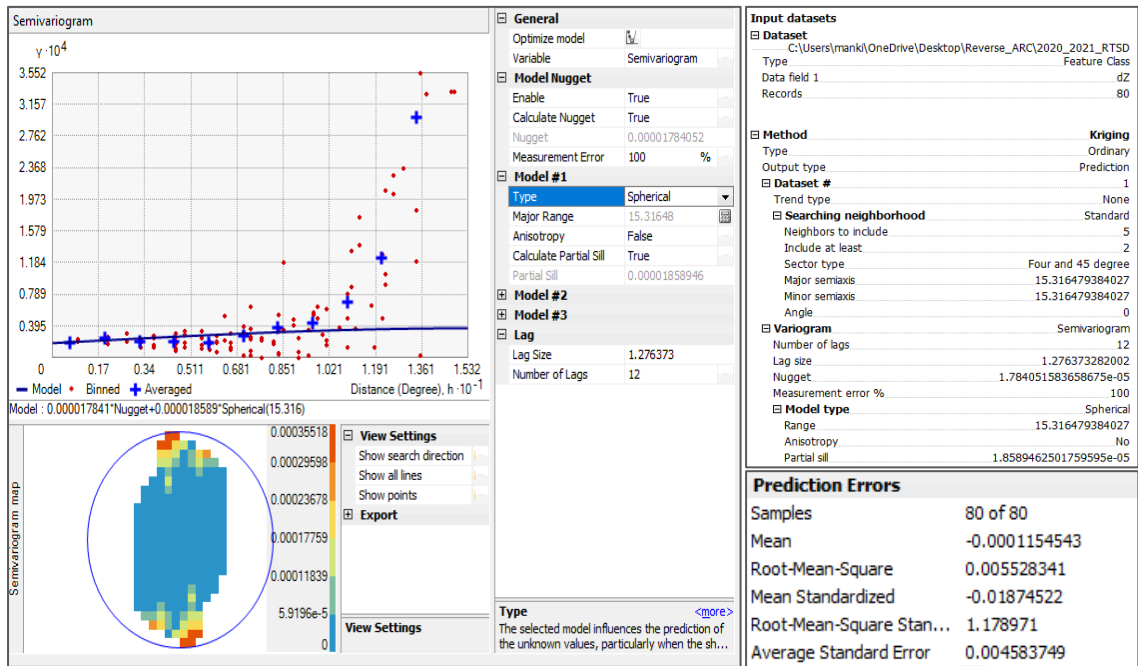 Semivariogram
γ ·10⁴
3.552
3.157
2.762
2.368
1.973
1.579
1.184
0.789
0.395
0 0.17 0.34 0.511 0.681 0.851 1.021 1.191 1.361 1.532
Model Binned Averaged Distance (Degree), h ·10⁻¹
Model : 0.000017841*Nugget+0.000018589*Spherical(15.316)
Semivariogram map
0.00035518
0.00029598
0.00023678
0.00017759
0.00011839
5.9196e-5
0
View Settings
Show search direction
Show all lines
Show points
Export
View Settings
General
Optimize model
Variable Semivariogram
Model Nugget
Enable True
Calculate Nugget True
Nugget 0.00001784052
Measurement Error 100 %
Model #1
Type Spherical
Major Range 15.31648
Anisotropy False
Calculate Partial Sill True
Partial Sill 0.00001858946
Model #2
Model #3
Lag
Lag Size 1.276373
Number of Lags 12
Type <more>
The selected model influences the prediction of
the unknown values, particularly when the sh...
Input datasets
Dataset
C:\Users\manki\OneDrive\Desktop\Reverse_ARC\2020_2021_RTSD
Type Feature Class
Data field 1 dZ
Records 80
Method Kriging
Type Ordinary
Output type Prediction
Dataset # 1
Trend type None
Searching neighborhood Standard
Neighbors to include 5
Include at least 2
Sector type Four and 45 degree
Major semiaxis 15.316479384027
Minor semiaxis 15.316479384027
Angle 0
Variogram Semivariogram
Number of lags 12
Lag size 1.276373282002
Nugget 1.784051583658675e-05
Measurement error % 100
Model type Spherical
Range 15.316479384027
Anisotropy No
Partial sill 1.8589462501759595e-05
Prediction Errors
Samples 80 of 80
Mean -0.0001154543
Root-Mean-Square 0.005528341
Mean Standardized -0.01874522
Root-Mean-Square Stan... 1.178971
Average Standard Error 0.004583749